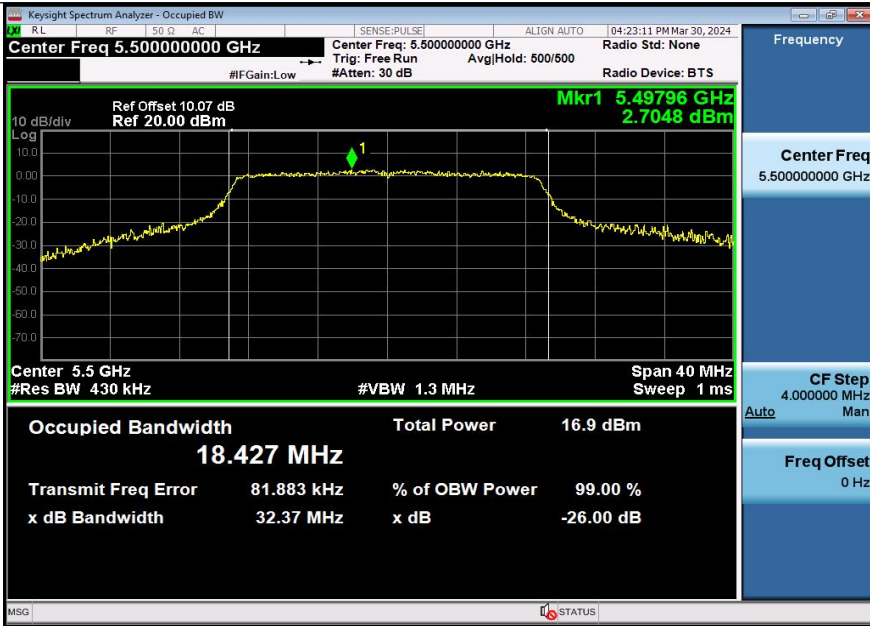 Keysight Spectrum Analyzer - Occupied BW
LXI RL RF 50 Ω AC SENSE:PULSE ALIGN AUTO 04:23:11 PM Mar 30, 2024
Center Freq 5.500000000 GHz
Center Freq: 5.500000000 GHz Radio Std: None
Trig: Free Run Avg|Hold: 500/500
#IFGain:Low #Atten: 30 dB Radio Device: BTS
Frequency
Ref Offset 10.07 dB Mkr1 5.49796 GHz
10 dB/div Ref 20.00 dBm 2.7048 dBm
Log
10.0
0.00
-10.0
-20.0
-30.0
-40.0
-50.0
-60.0
-70.0
1
Center 5.5 GHz Span 40 MHz
#Res BW 430 kHz #VBW 1.3 MHz Sweep 1 ms
Center Freq
5.500000000 GHz
CF Step
4.000000 MHz
Auto Man
Freq Offset
0 Hz
Occupied Bandwidth Total Power 16.9 dBm
18.427 MHz
Transmit Freq Error 81.883 kHz % of OBW Power 99.00 %
x dB Bandwidth 32.37 MHz x dB -26.00 dB
MSG STATUS